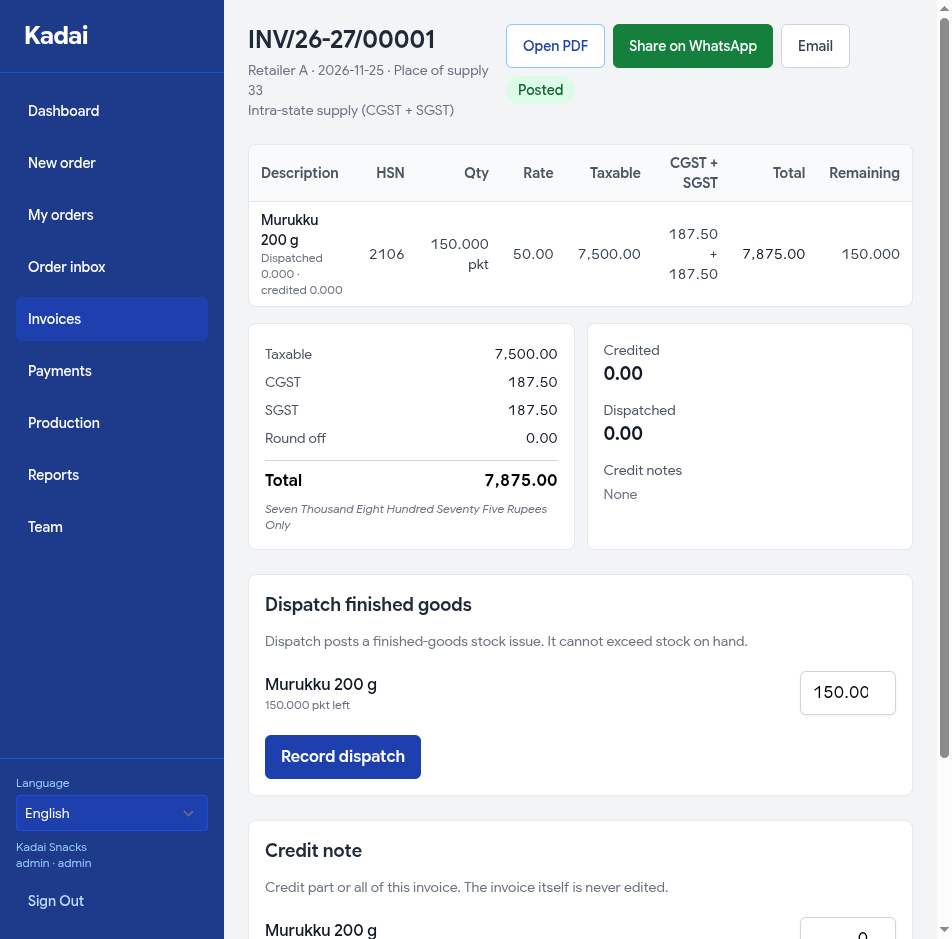 Kadai
Dashboard
New order
My orders
Order inbox
Invoices
Payments
Production
Reports
Team
Language
English
Kadai Snacks
admin · admin
Sign Out
INV/26-27/00001
Retailer A · 2026-11-25 · Place of supply
33
Intra-state supply (CGST + SGST)
Open PDF
Share on WhatsApp
Email
Posted
Description HSN Qty Rate Taxable CGST + Total Remaining
SGST
Murukku
200 g
Dispatched
0.000 ·
credited 0.000
2106
150.000
pkt
50.00
7,500.00
187.50
+
187.50
7,875.00
150.000
Taxable 7,500.00
CGST 187.50
SGST 187.50
Round off 0.00
Total 7,875.00
Seven Thousand Eight Hundred Seventy Five Rupees
Only
Credited
0.00
Dispatched
0.00
Credit notes
None
Dispatch finished goods
Dispatch posts a finished-goods stock issue. It cannot exceed stock on hand.
Murukku 200 g
150.000 pkt left
150.00
Record dispatch
Credit note
Credit part or all of this invoice. The invoice itself is never edited.
Murukku 200 g
0